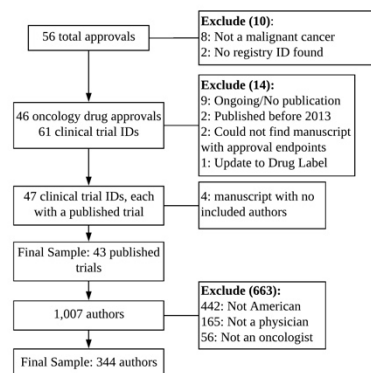 56 total approvals
Exclude (10):
8: Not a malignant cancer
2: No registry ID found
46 oncology drug approvals
61 clinical trial IDs
Exclude (14):
9: Ongoing/No publication
2: Published before 2013
2: Could not find manuscript
with approval endpoints
1: Update to Drug Label
47 clinical trial IDs, each
with a published trial
4: manuscript with no
included authors
Final Sample: 43 published
trials
1,007 authors
Exclude (663):
442: Not American
165: Not a physician
56: Not an oncologist
Final Sample: 344 authors